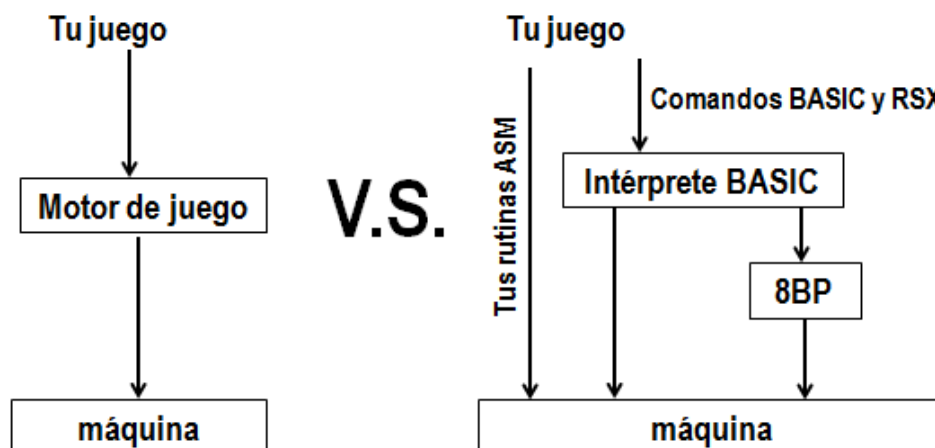 Tu juego
Motor de juego
máquina
V.S.
Tu juego
Comandos BASIC y RSX
Tus rutinas ASM
Intérprete BASIC
8BP
máquina